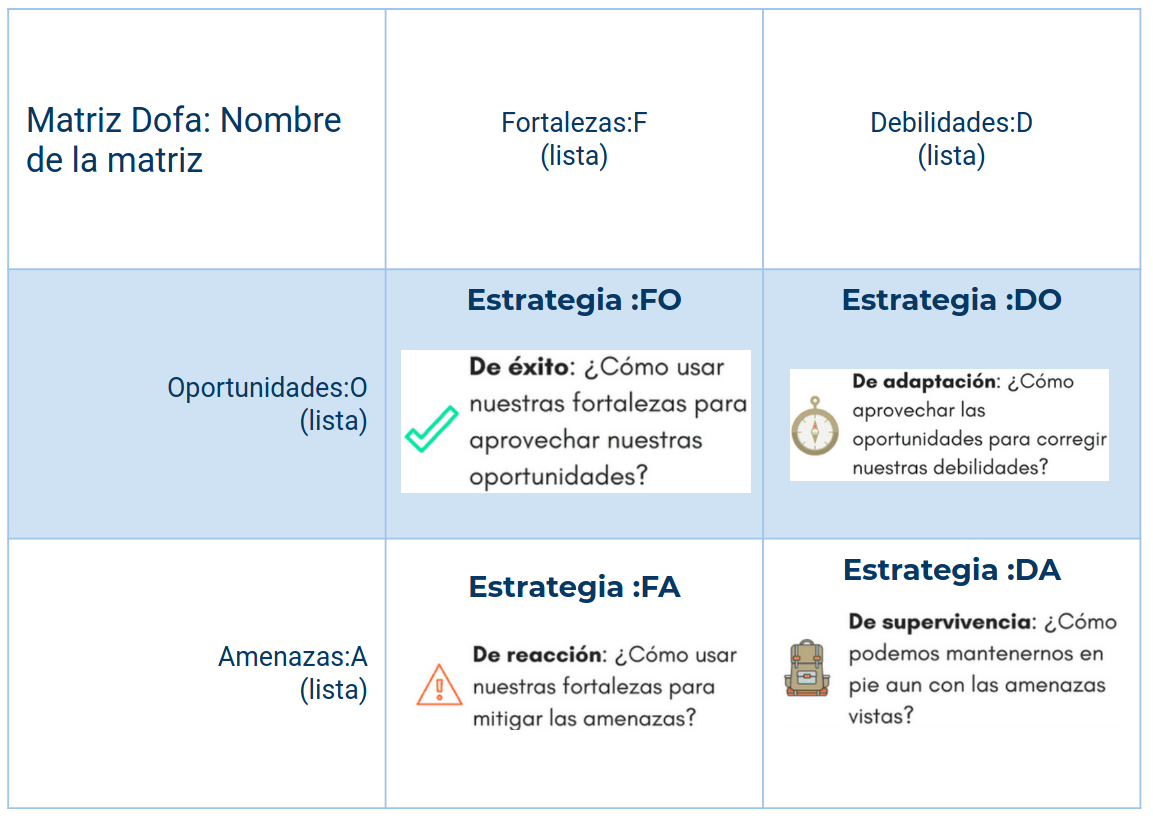 Matriz Dofa: Nombre
de la matriz
Fortalezas:F
(lista)
Debilidades:D
(lista)
Oportunidades:O
(lista)
Estrategia :FO
De éxito: ¿Cómo usar
nuestras fortalezas para
aprovechar nuestras
oportunidades?
Estrategia :DO
De adaptación: ¿Cómo
aprovechar las
oportunidades para corregir
nuestras debilidades?
Amenazas:A
(lista)
Estrategia :FA
De reacción: ¿Cómo usar
nuestras fortalezas para
mitigar las amenazas?
Estrategia :DA
De supervivencia: ¿Cómo
podemos mantenernos en
pie aun con las amenazas
vistas?